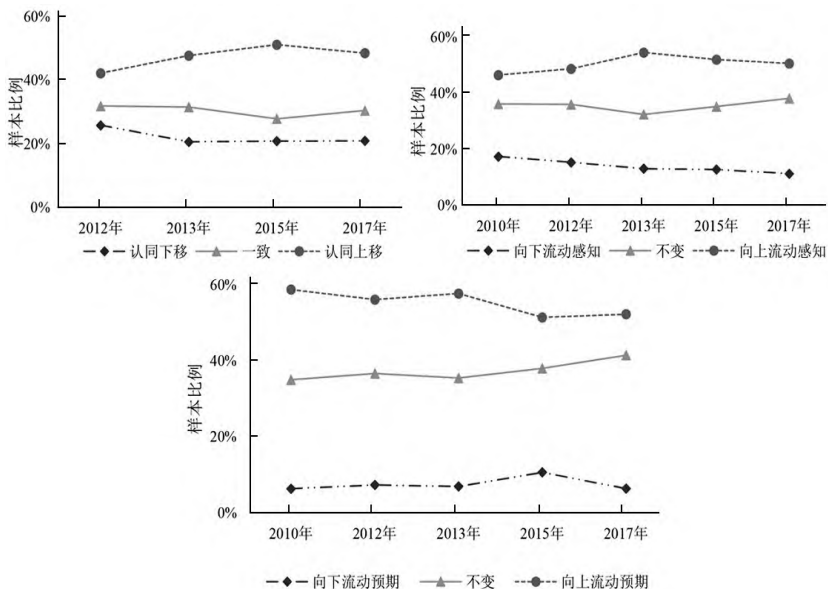 60%
40%
20%
0%
样本比例
2012年 2013年 2015年 2017年
认同下移 一致 认同上移
60%
40%
20%
0%
样本比例
2010年 2012年 2013年 2015年 2017年
向下流动感知 不变 向上流动感知
60%
40%
20%
0%
样本比例
2010年 2012年 2013年 2015年 2017年
向下流动预期 不变 向上流动预期